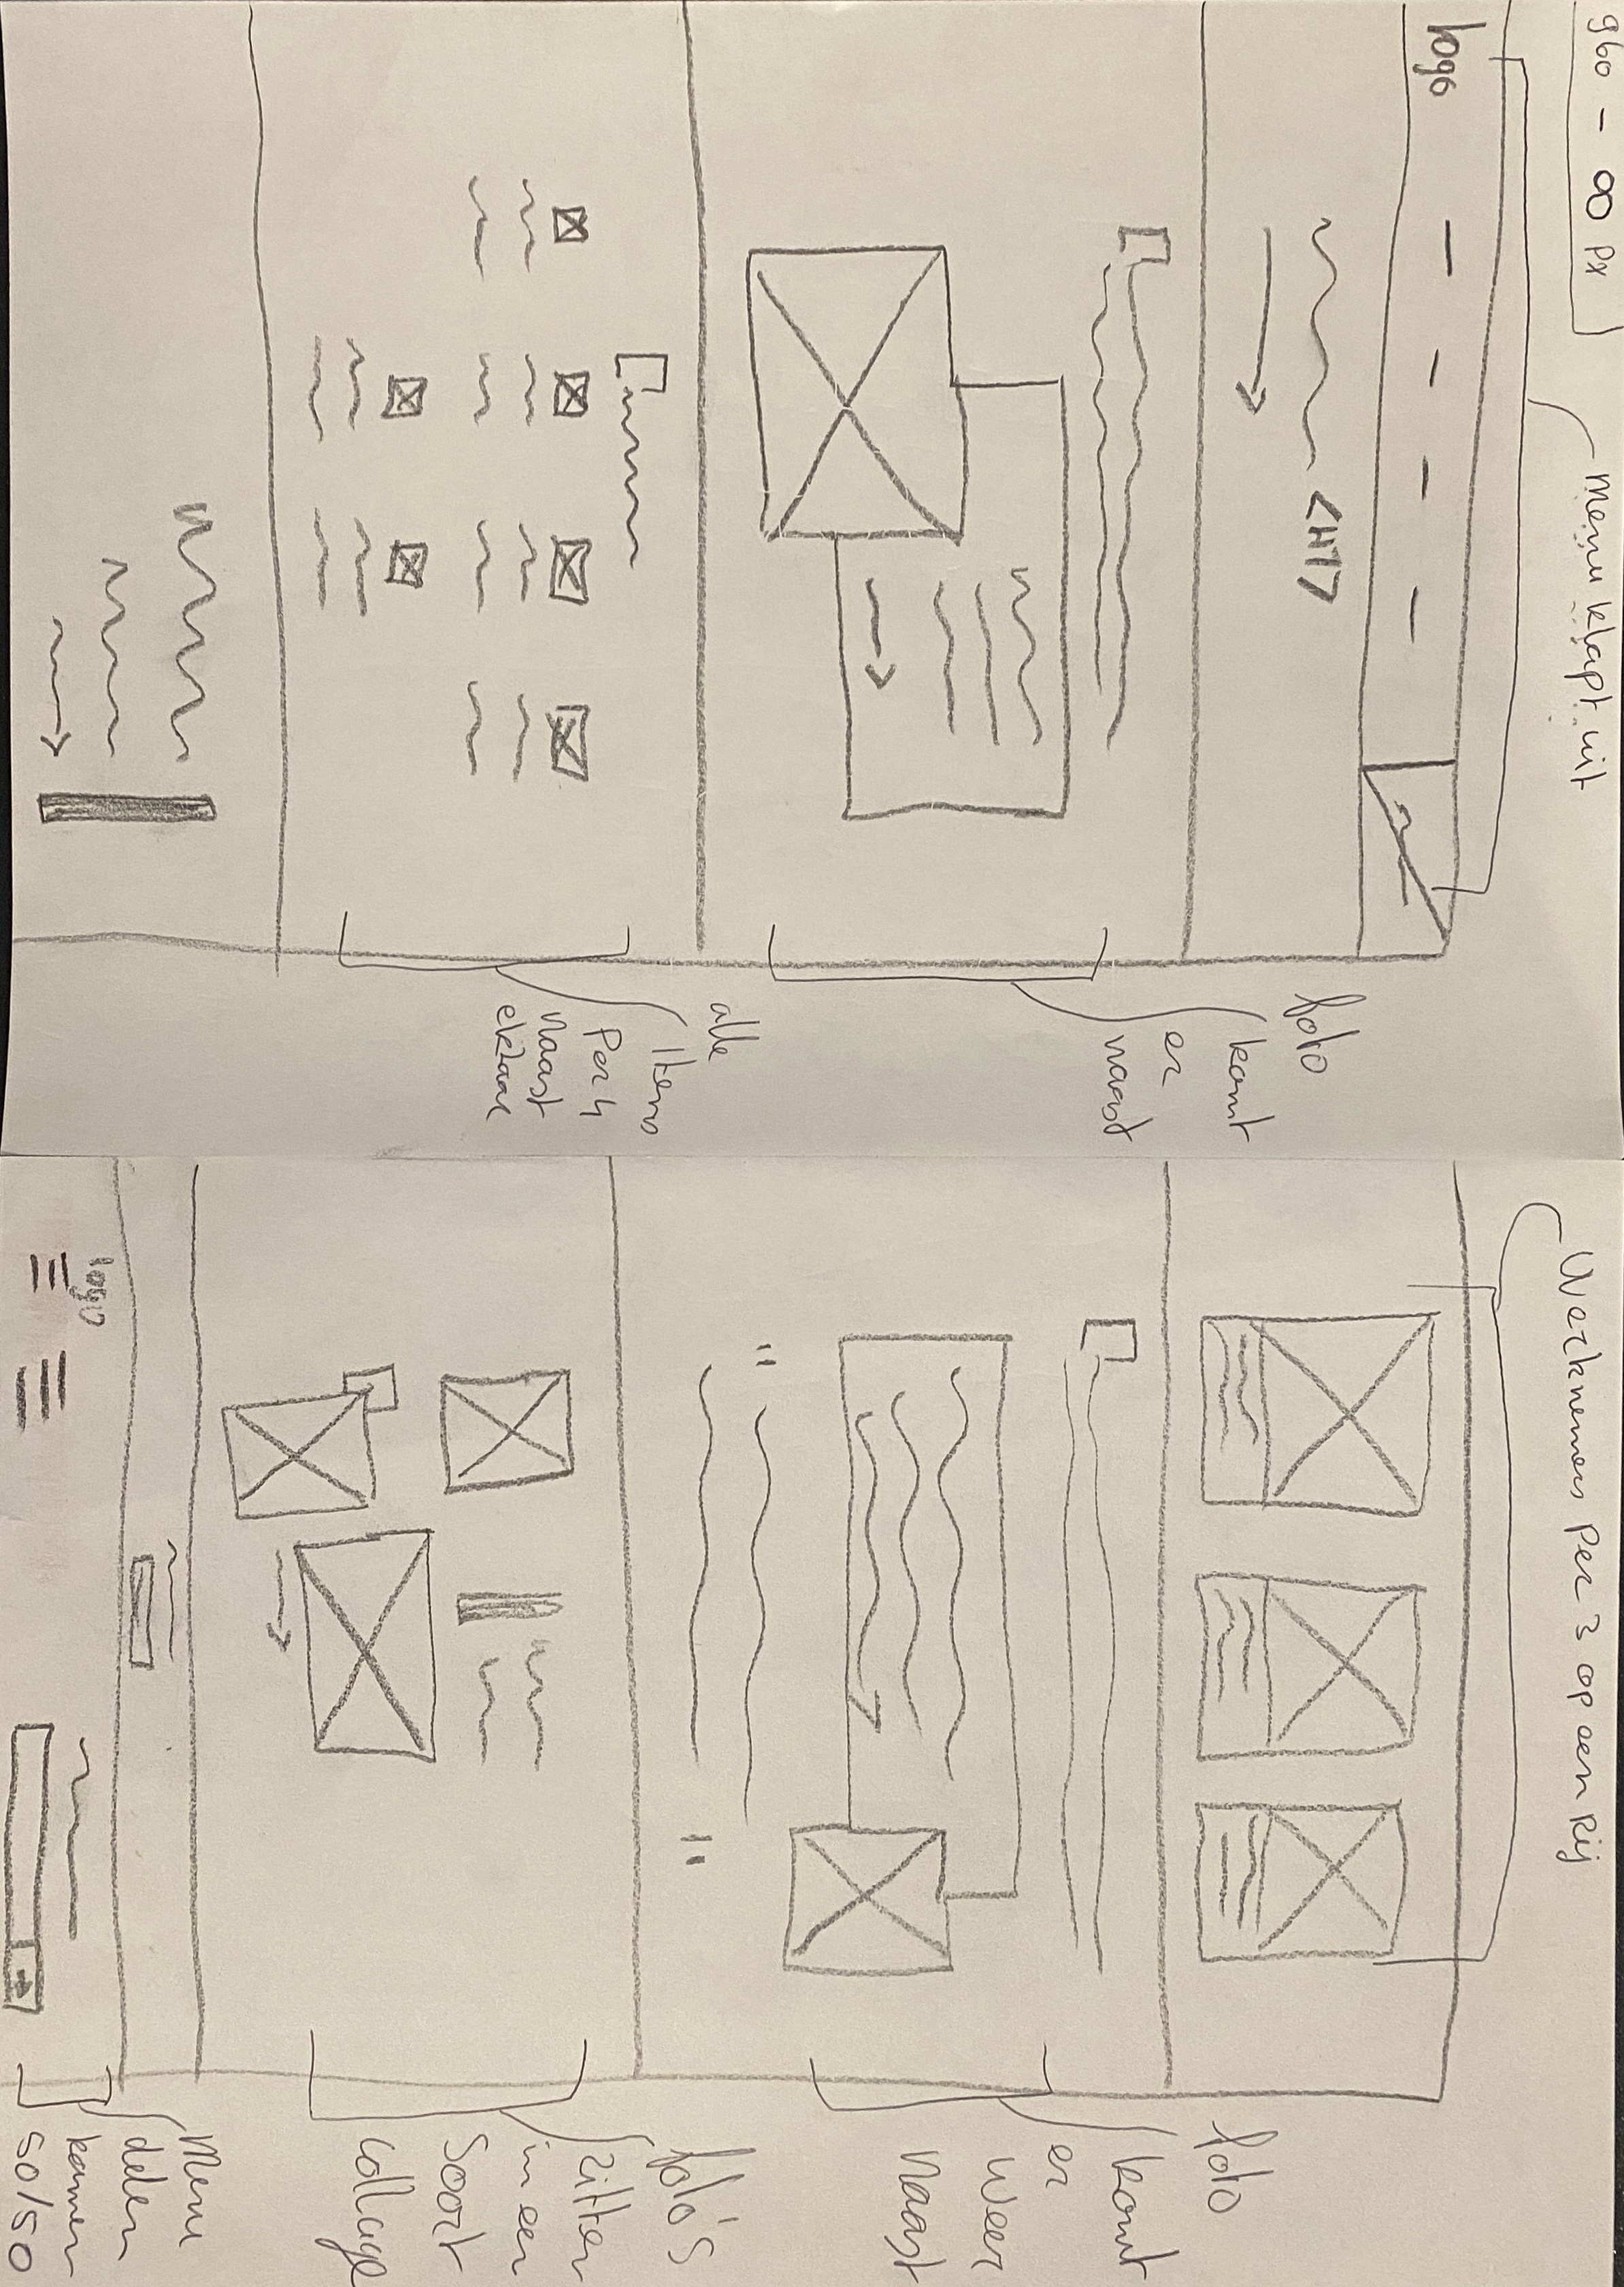 960 - ∞ px
menu klapt uit
logo
<H1>
foto
komt
er
naast
alle
Items
Per 4
naast
elkaar
Werknemers per 3 op een Rij
foto
komt
er
weer
naast
foto's
zitten
in een
soort
collage
logo
Menu
delen
komen
50/50